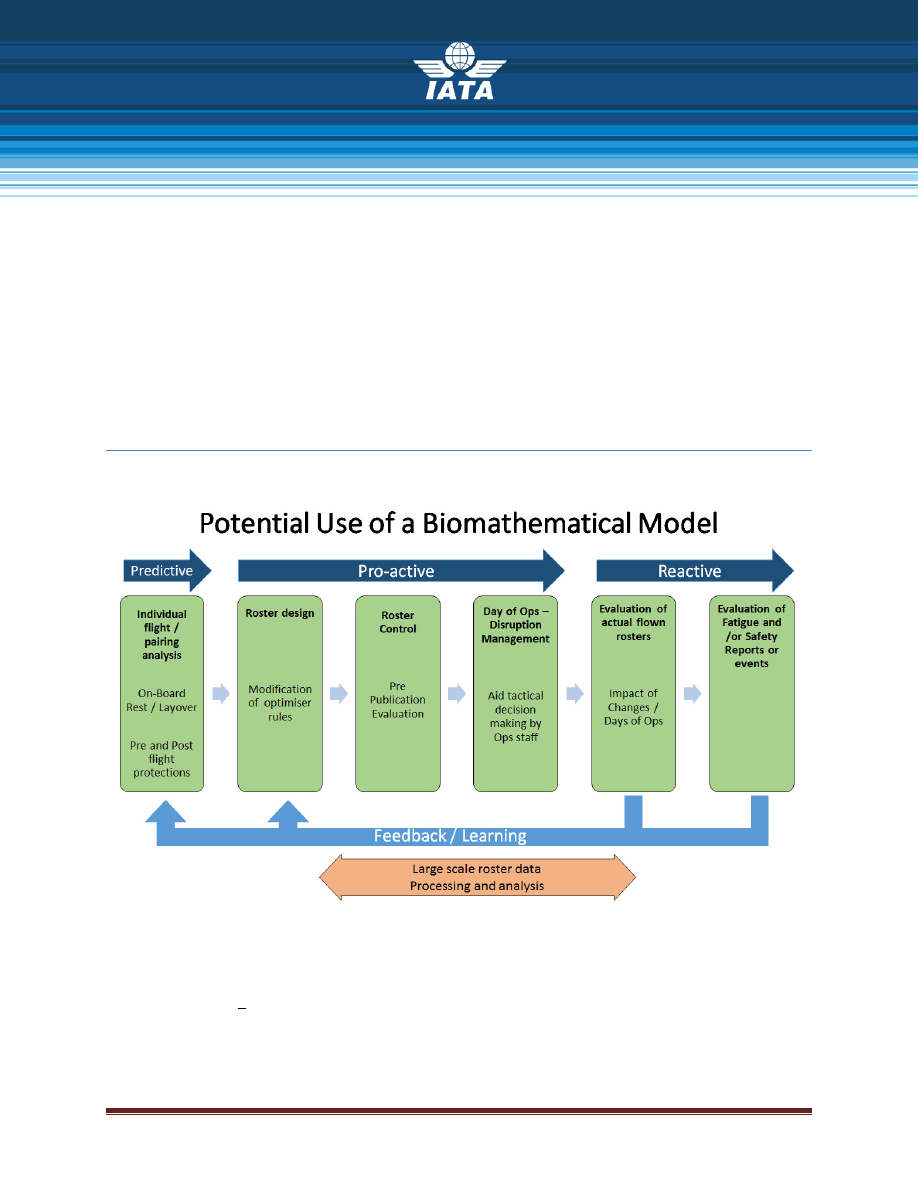 IATA
Potential Use of a Biomathematical Model
Predictive
Pro-active
Reactive
Individual
flight /
pairing
analysis
On-Board
Rest / Layover
Pre and Post
flight
protections
Roster design
Modification
of optimiser
rules
Roster
Control
Pre
Publication
Evaluation
Day of Ops –
Disruption
Management
Aid tactical
decision
making by
Ops staff
Evaluation of
actual flown
rosters
Impact of
Changes /
Days of Ops
Evaluation of
Fatigue and
/or Safety
Reports or
events
Feedback / Learning
Large scale roster data
Processing and analysis